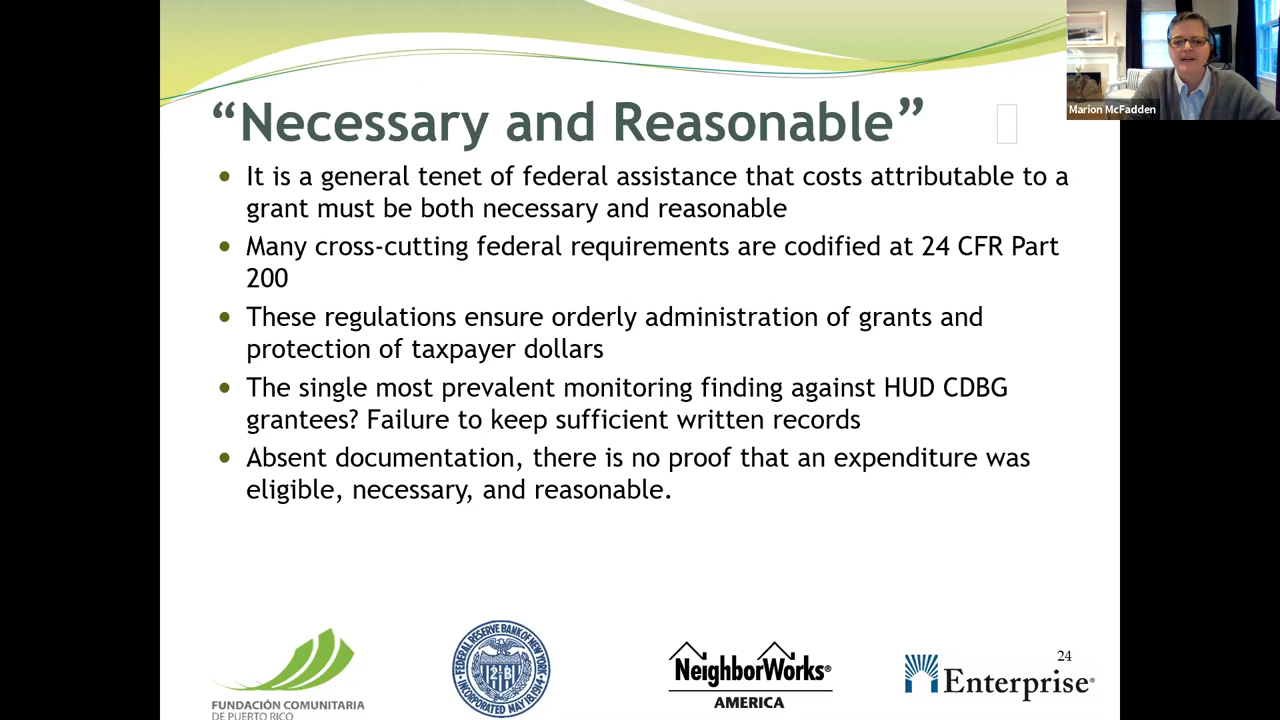 Marion McFadden
“Necessary and Reasonable”
• It is a general tenet of federal assistance that costs attributable to a
grant must be both necessary and reasonable
• Many cross-cutting federal requirements are codified at 24 CFR Part
200
• These regulations ensure orderly administration of grants and
protection of taxpayer dollars
• The single most prevalent monitoring finding against HUD CDBG
grantees? Failure to keep sufficient written records
• Absent documentation, there is no proof that an expenditure was
eligible, necessary, and reasonable.
FUNDACIÓN COMUNITARIA
DE PUERTO RICO
FEDERAL RESERVE BANK OF NEW YORK
INCORPORATED MAY 18, 1914
NeighborWorks®
AMERICA
24
Enterprise®